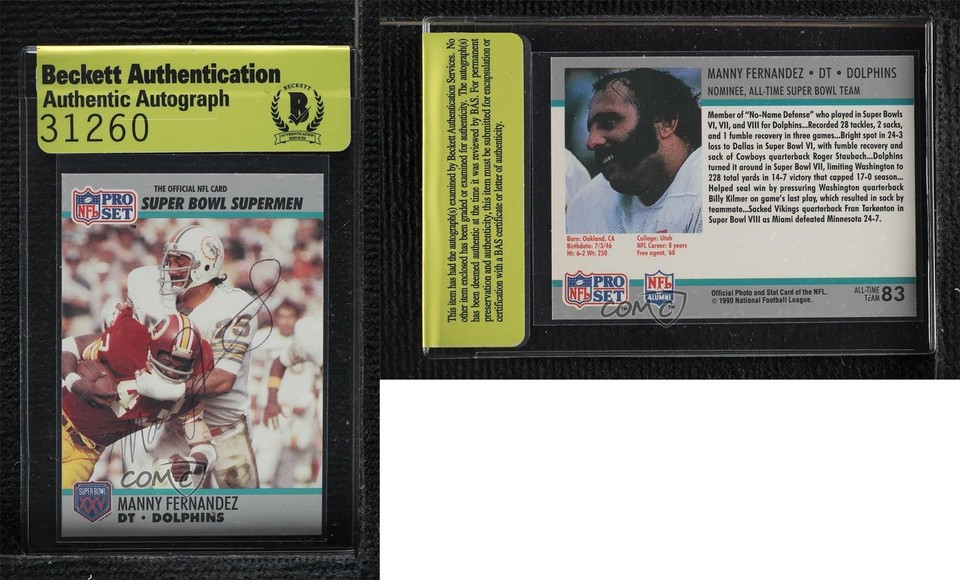 Beckett Authentication
Authentic Autograph
31260
BECKETT
B
AUTHENTICATION
SERVICES
THE OFFICIAL NFL CARD
NFL PRO SET
SUPER BOWL SUPERMEN
75
COMC
SUPER BOWL
XXV
MANNY FERNANDEZ
DT • DOLPHINS
This item has had the autograph(s) examined by Beckett Authentication Services. No
other item enclosed has been graded or examined for authenticity. The autograph(s)
has been deemed authentic at the time it was reviewed by BAS. For permanent
preservation and authenticity, this item must be submitted for encapsulation or
certification with a BAS certificate or letter of authenticity.
MANNY FERNANDEZ • DT • DOLPHINS
NOMINEE, ALL-TIME SUPER BOWL TEAM
Member of "No-Name Defense" who played in Super Bowls
VI, VII, and VIII for Dolphins...Recorded 28 tackles, 2 sacks,
and 1 fumble recovery in three games...Bright spot in 24-3
loss to Dallas in Super Bowl VI, with fumble recovery and
sack of Cowboys quarterback Roger Staubach...Dolphins
turned it around in Super Bowl VII, limiting Washington to
228 total yards in 14-7 victory that capped 17-0 season...
Helped seal win by pressuring Washington quarterback
Billy Kilmer on game's last play, which resulted in sack by
teammate...Sacked Vikings quarterback Fran Tarkenton in
Super Bowl VIII as Miami defeated Minnesota 24-7.
Born: Oakland, CA
Birthdate: 7/3/46
Ht: 6-2 Wt: 250
College: Utah
NFL Career: 8 years
Free agent, '68
NFL PRO SET
NFL
ALUMNI
COMC
Official Photo and Stat Card of the NFL.
© 1990 National Football League.
ALL-TIME
TEAM 83